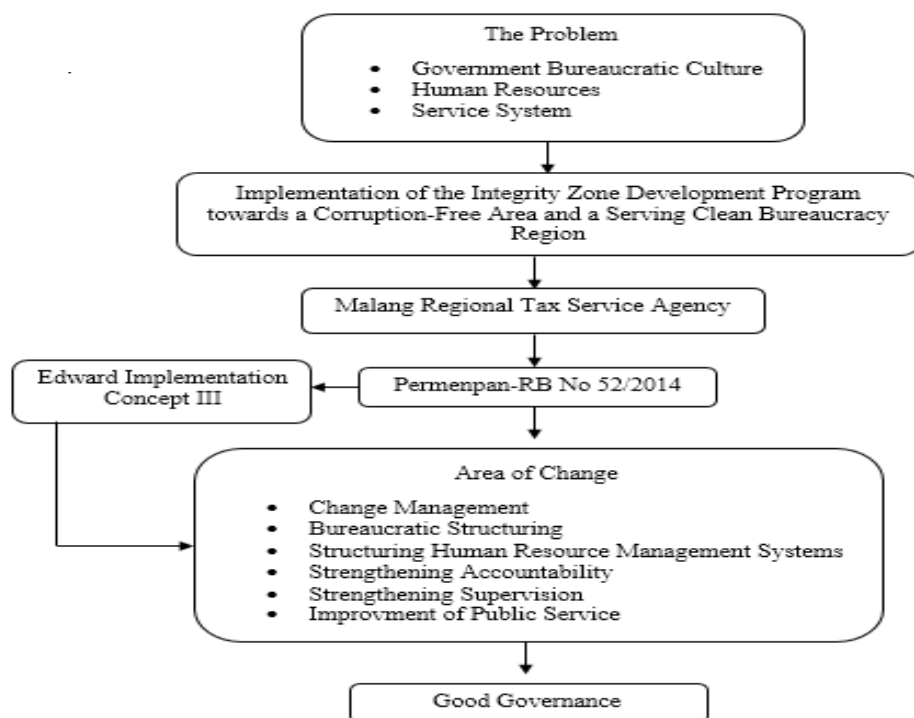 The Problem
• Government Bureaucratic Culture
• Human Resources
• Service System
Implementation of the Integrity Zone Development Program
towards a Corruption-Free Area and a Serving Clean Bureaucracy
Region
Malang Regional Tax Service Agency
Edward Implementation
Concept III
Permenpan-RB No 52/2014
Area of Change
• Change Management
• Bureaucratic Structuring
• Structuring Human Resource Management Systems
• Strengthening Accountability
• Strengthening Supervision
• Improvment of Public Service
Good Governance